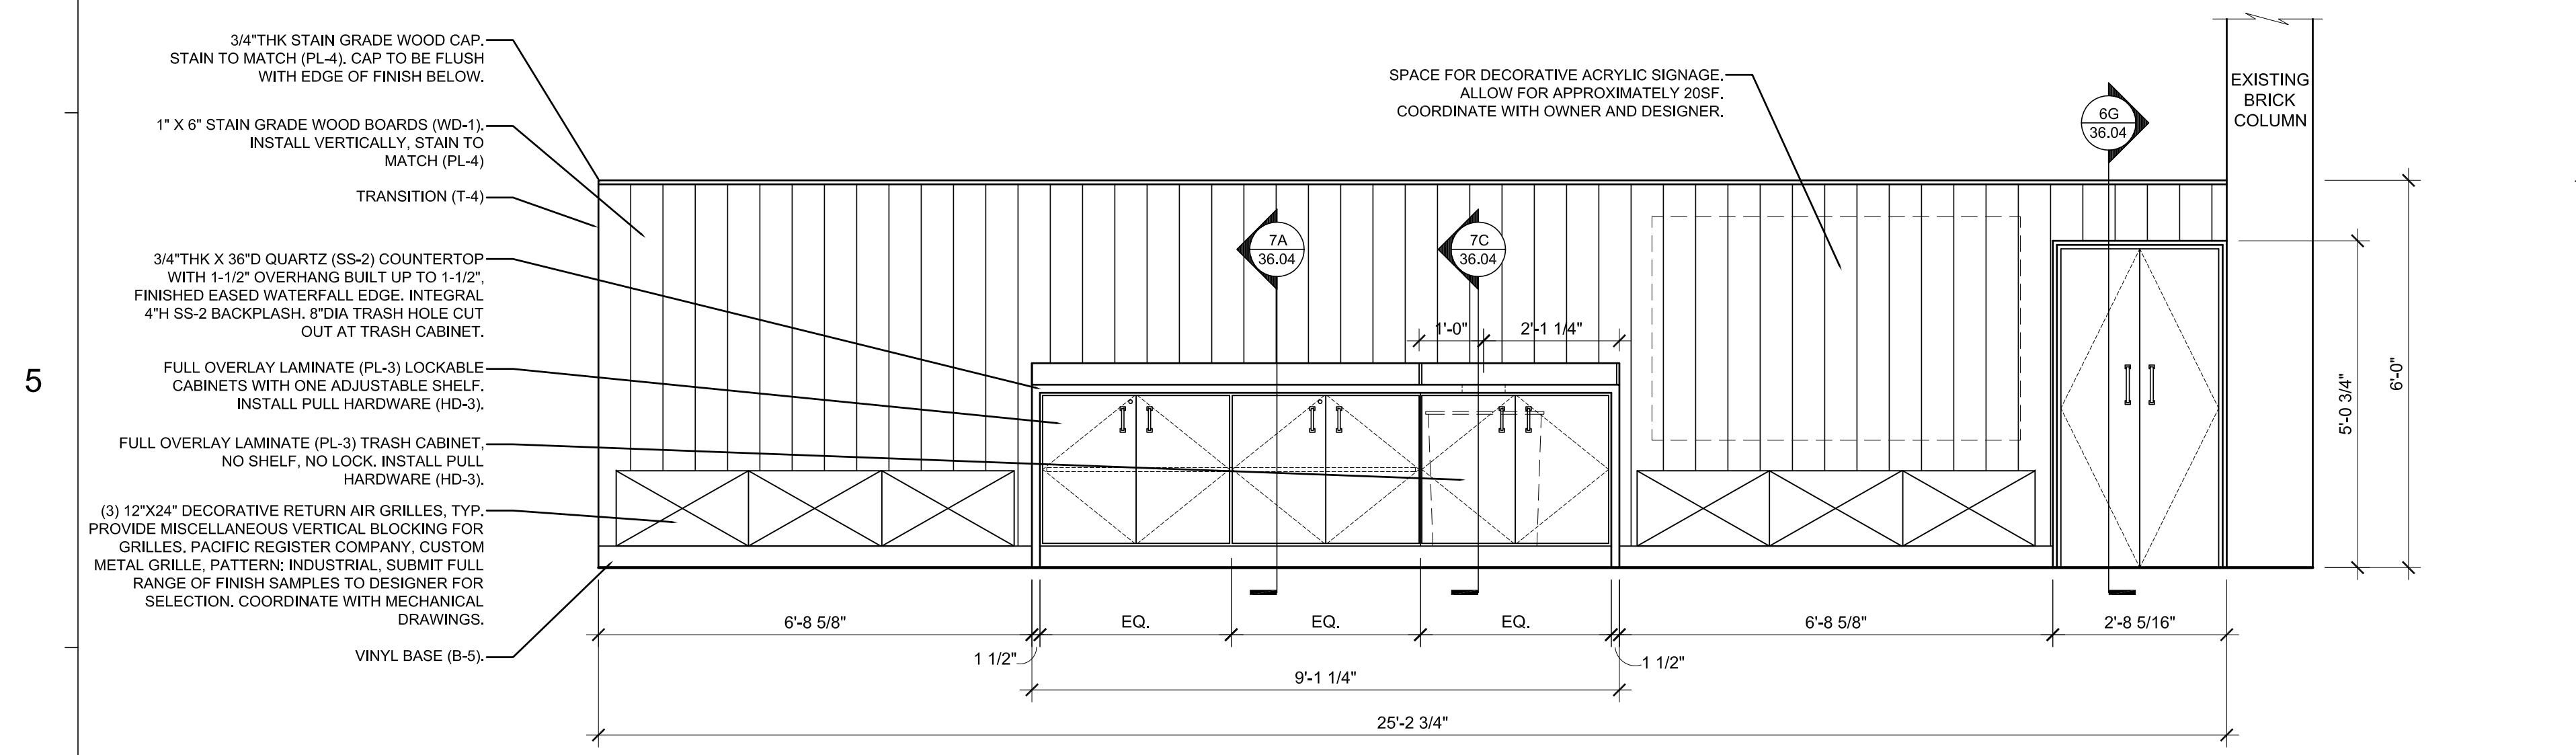 3/4"THK STAIN GRADE WOOD CAP.
STAIN TO MATCH (PL-4). CAP TO BE FLUSH
WITH EDGE OF FINISH BELOW.
1" X 6" STAIN GRADE WOOD BOARDS (WD-1).
INSTALL VERTICALLY, STAIN TO
MATCH (PL-4)
TRANSITION (T-4)
3/4"THK X 36"D QUARTZ (SS-2) COUNTERTOP
WITH 1-1/2" OVERHANG BUILT UP TO 1-1/2",
FINISHED EASED WATERFALL EDGE. INTEGRAL
4"H SS-2 BACKPLASH. 8"DIA TRASH HOLE CUT
OUT AT TRASH CABINET.
FULL OVERLAY LAMINATE (PL-3) LOCKABLE
CABINETS WITH ONE ADJUSTABLE SHELF.
INSTALL PULL HARDWARE (HD-3).
FULL OVERLAY LAMINATE (PL-3) TRASH CABINET,
NO SHELF, NO LOCK. INSTALL PULL
HARDWARE (HD-3).
(3) 12"X24" DECORATIVE RETURN AIR GRILLES, TYP.
PROVIDE MISCELLANEOUS VERTICAL BLOCKING FOR
GRILLES. PACIFIC REGISTER COMPANY, CUSTOM
METAL GRILLE, PATTERN: INDUSTRIAL, SUBMIT FULL
RANGE OF FINISH SAMPLES TO DESIGNER FOR
SELECTION. COORDINATE WITH MECHANICAL
DRAWINGS.
VINYL BASE (B-5).
5
SPACE FOR DECORATIVE ACRYLIC SIGNAGE.
ALLOW FOR APPROXIMATELY 20SF.
COORDINATE WITH OWNER AND DESIGNER.
EXISTING
BRICK
COLUMN
6G
36.04
7A
36.04
7C
36.04
1'-0"
2'-1 1/4"
5'-0 3/4"
6'-0"
6'-8 5/8"
EQ.
EQ.
EQ.
6'-8 5/8"
2'-8 5/16"
1 1/2"
1 1/2"
9'-1 1/4"
25'-2 3/4"